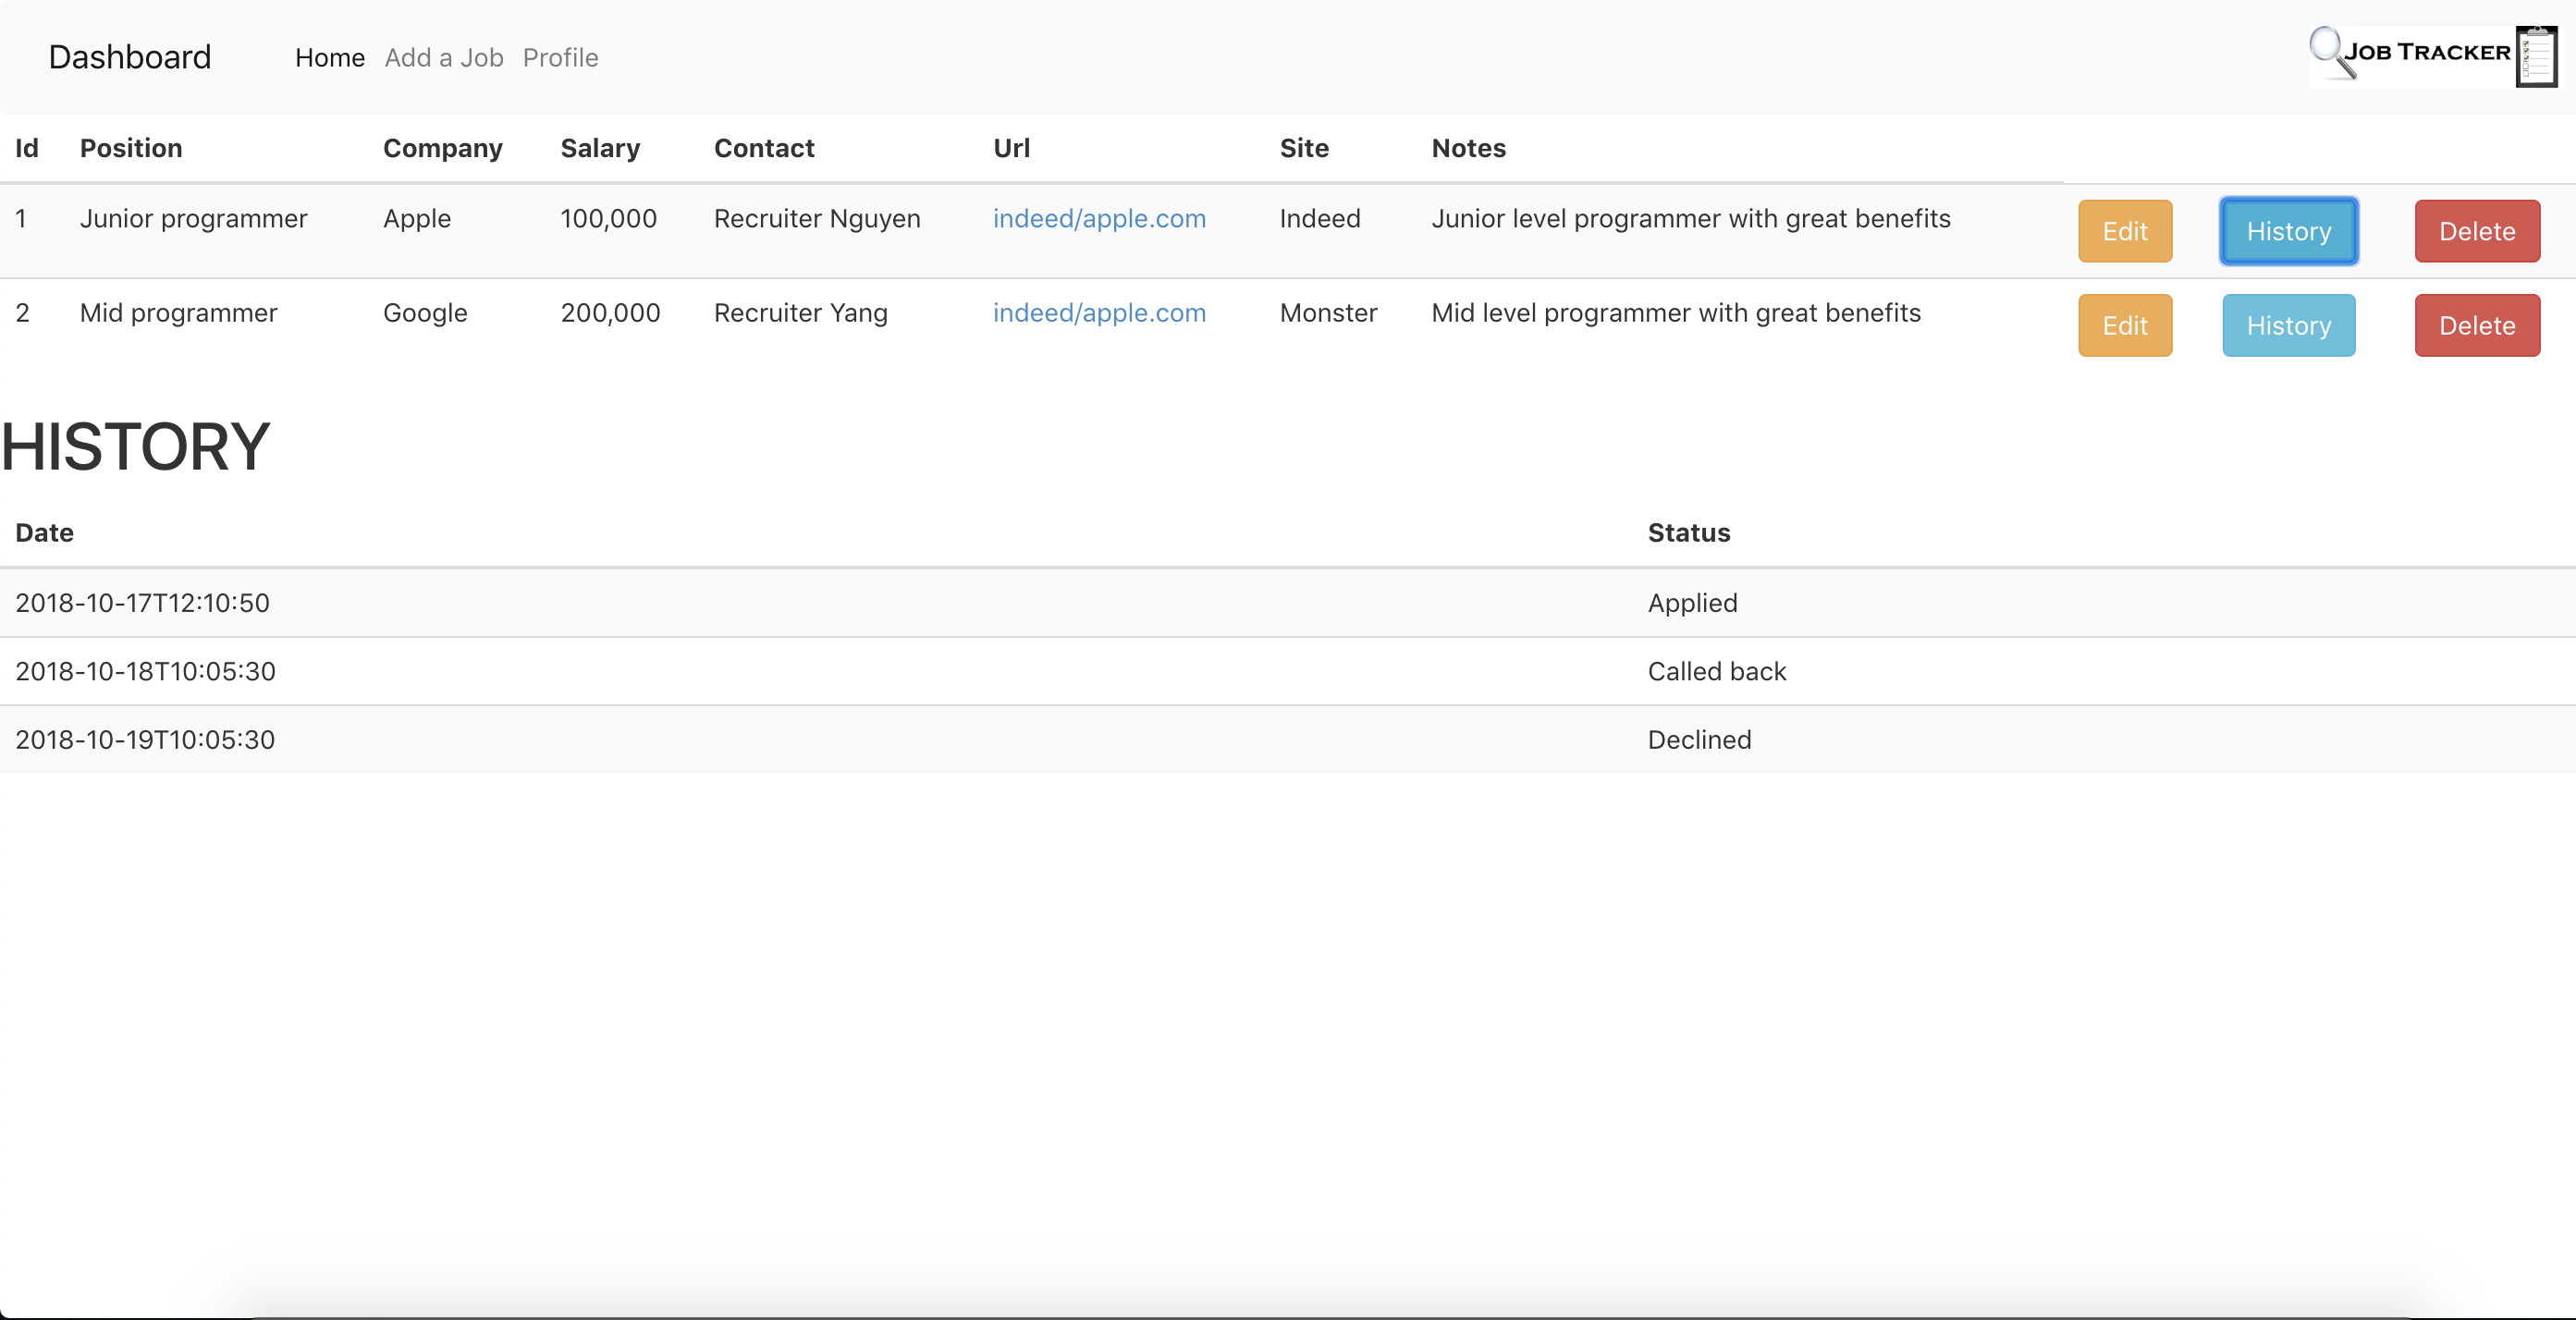 Dashboard Home Add a Job Profile JOB TRACKER
Id Position Company Salary Contact Url Site Notes
1 Junior programmer Apple 100,000 Recruiter Nguyen indeed/apple.com Indeed Junior level programmer with great benefits Edit History Delete
2 Mid programmer Google 200,000 Recruiter Yang indeed/apple.com Monster Mid level programmer with great benefits Edit History Delete
HISTORY
Date Status
2018-10-17T12:10:50 Applied
2018-10-18T10:05:30 Called back
2018-10-19T10:05:30 Declined